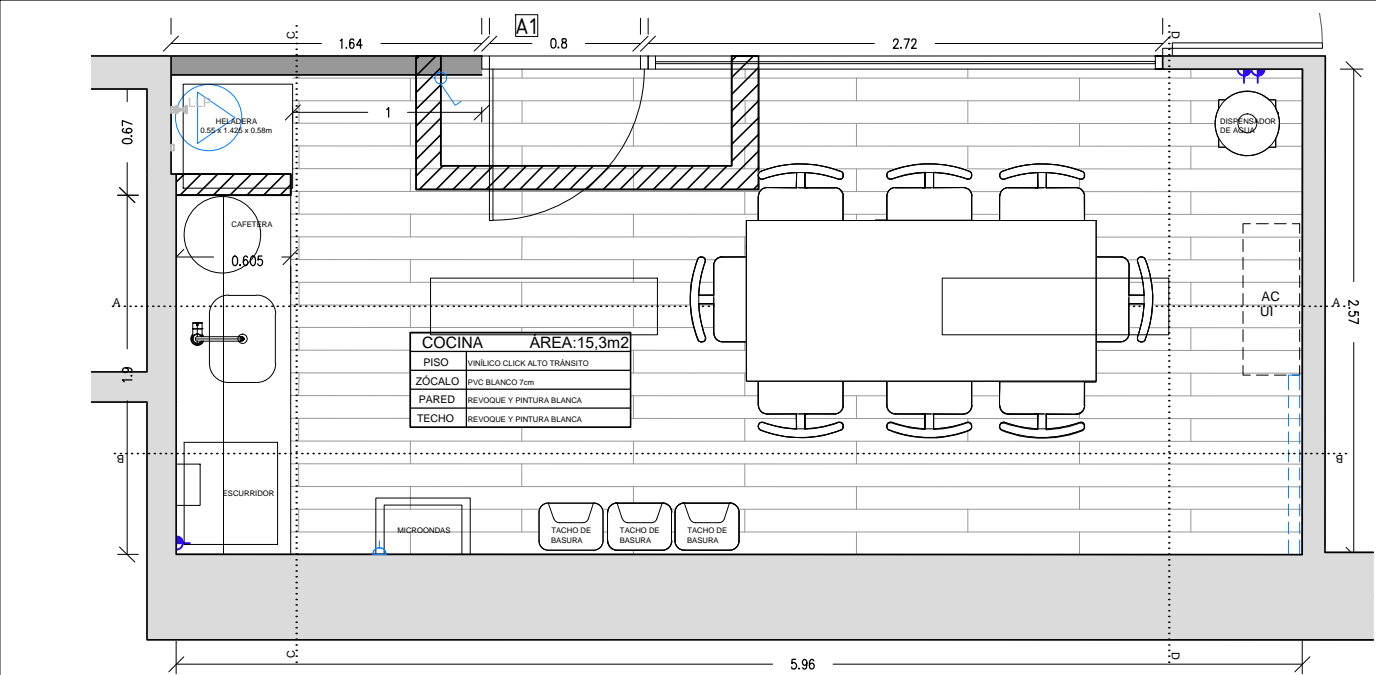 A1
C
1.64
0.8
2.72
D
LLP
HELADERA
0.55 x 1.425 x 0.58m
1
0.67
DISPENSADOR
DE AGUA
CAFETERA
0.605
A
AC
UI
A
2.57
COCINA ÁREA:15,3m2
PISO VINÍLICO CLICK ALTO TRÁNSITO
ZÓCALO PVC BLANCO 7cm
PARED REVOQUE Y PINTURA BLANCA
TECHO REVOQUE Y PINTURA BLANCA
1.9
B
B
ESCURRIDOR
MICROONDAS
TACHO DE
BASURA
TACHO DE
BASURA
TACHO DE
BASURA
C
D
5.96